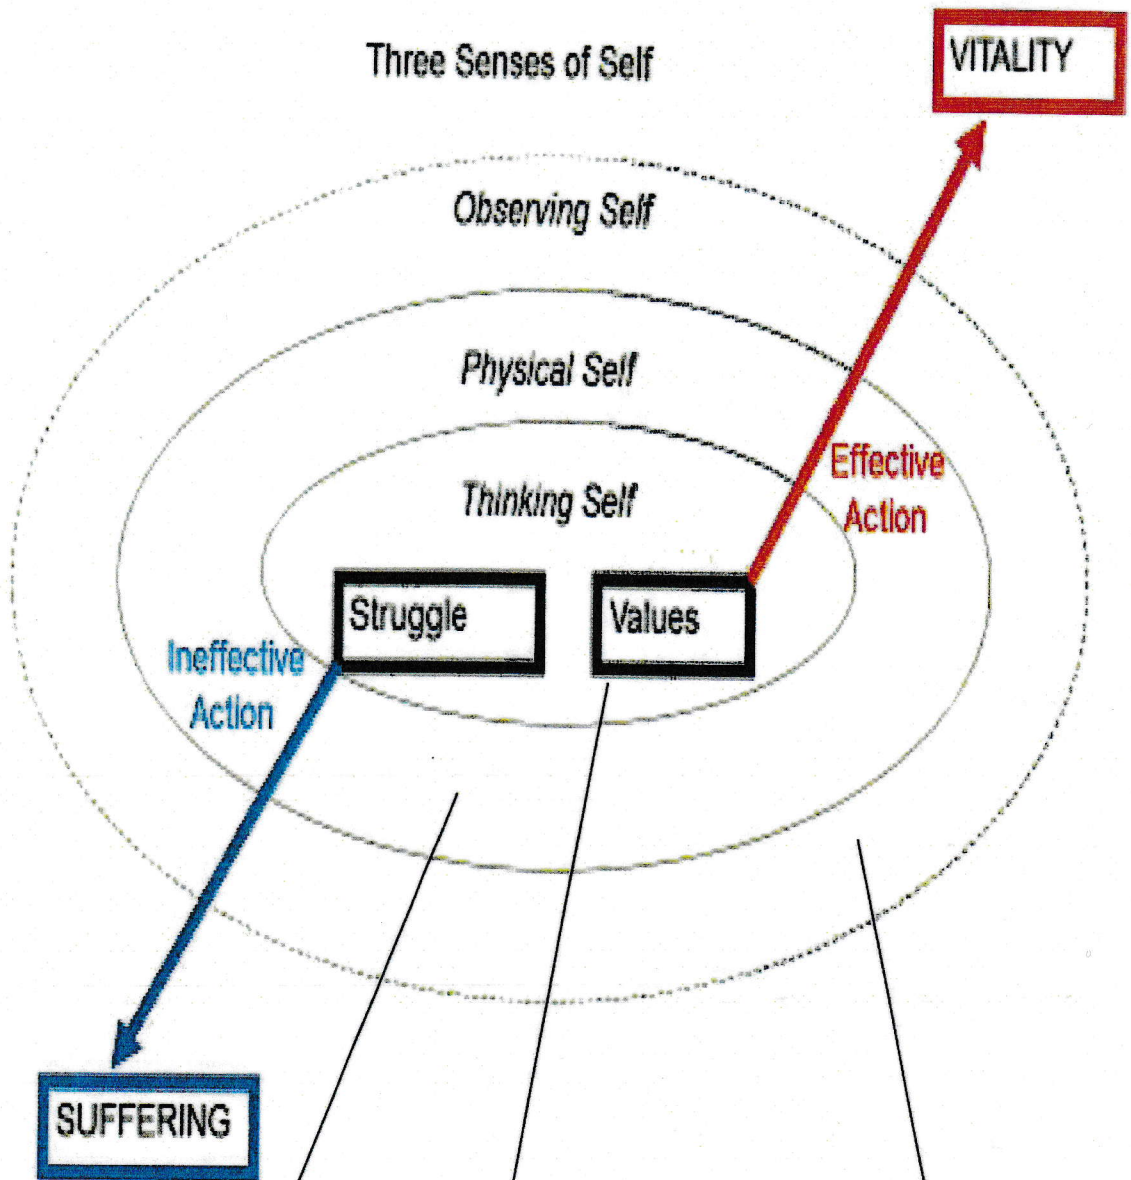 Three Senses of Self
VITALITY
Observing Self
Physical Self
Thinking Self
Effective
Action
Struggle
Values
Ineffective
Action
SUFFERING